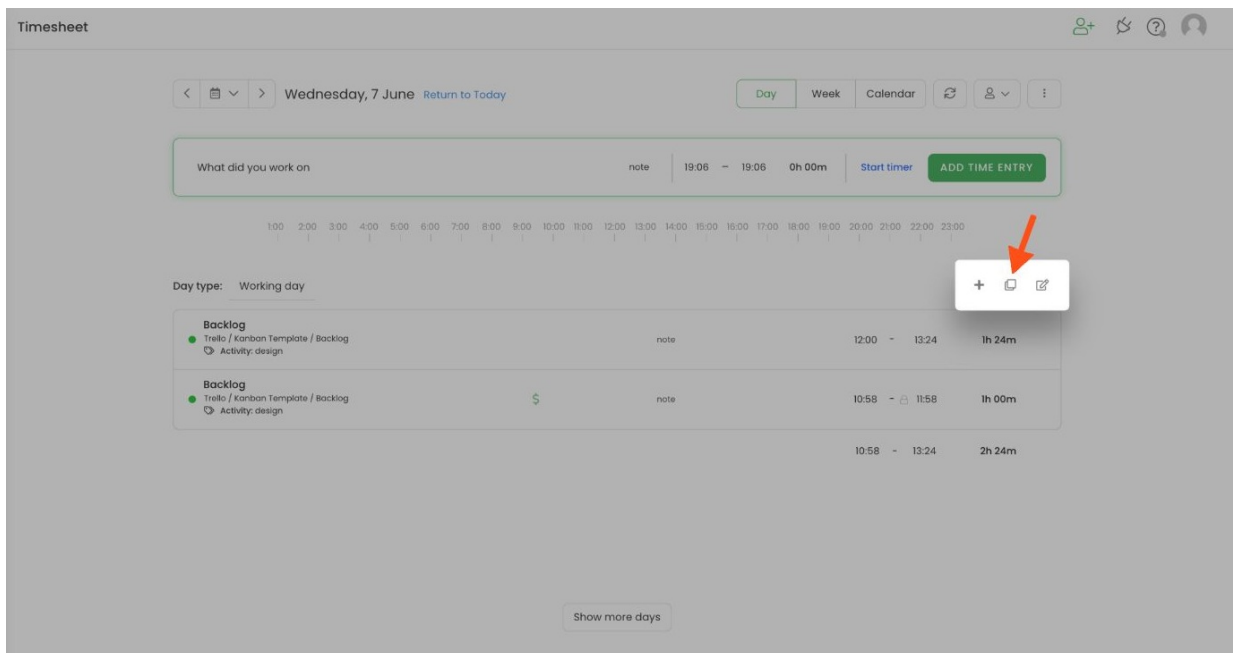 Timesheet
Wednesday, 7 June Return to Today Day Week Calendar
What did you work on note 19:06 – 19:06 0h 00m Start timer ADD TIME ENTRY
1:00 2:00 3:00 4:00 5:00 6:00 7:00 8:00 9:00 10:00 11:00 12:00 13:00 14:00 15:00 16:00 17:00 18:00 19:00 20:00 21:00 22:00 23:00
Day type: Working day
Backlog
Trello / Kanban Template / Backlog note 12:00 - 13:24 1h 24m
Activity: design
Backlog
Trello / Kanban Template / Backlog $ note 10:58 - 11:58 1h 00m
Activity: design
10:58 - 13:24 2h 24m
Show more days